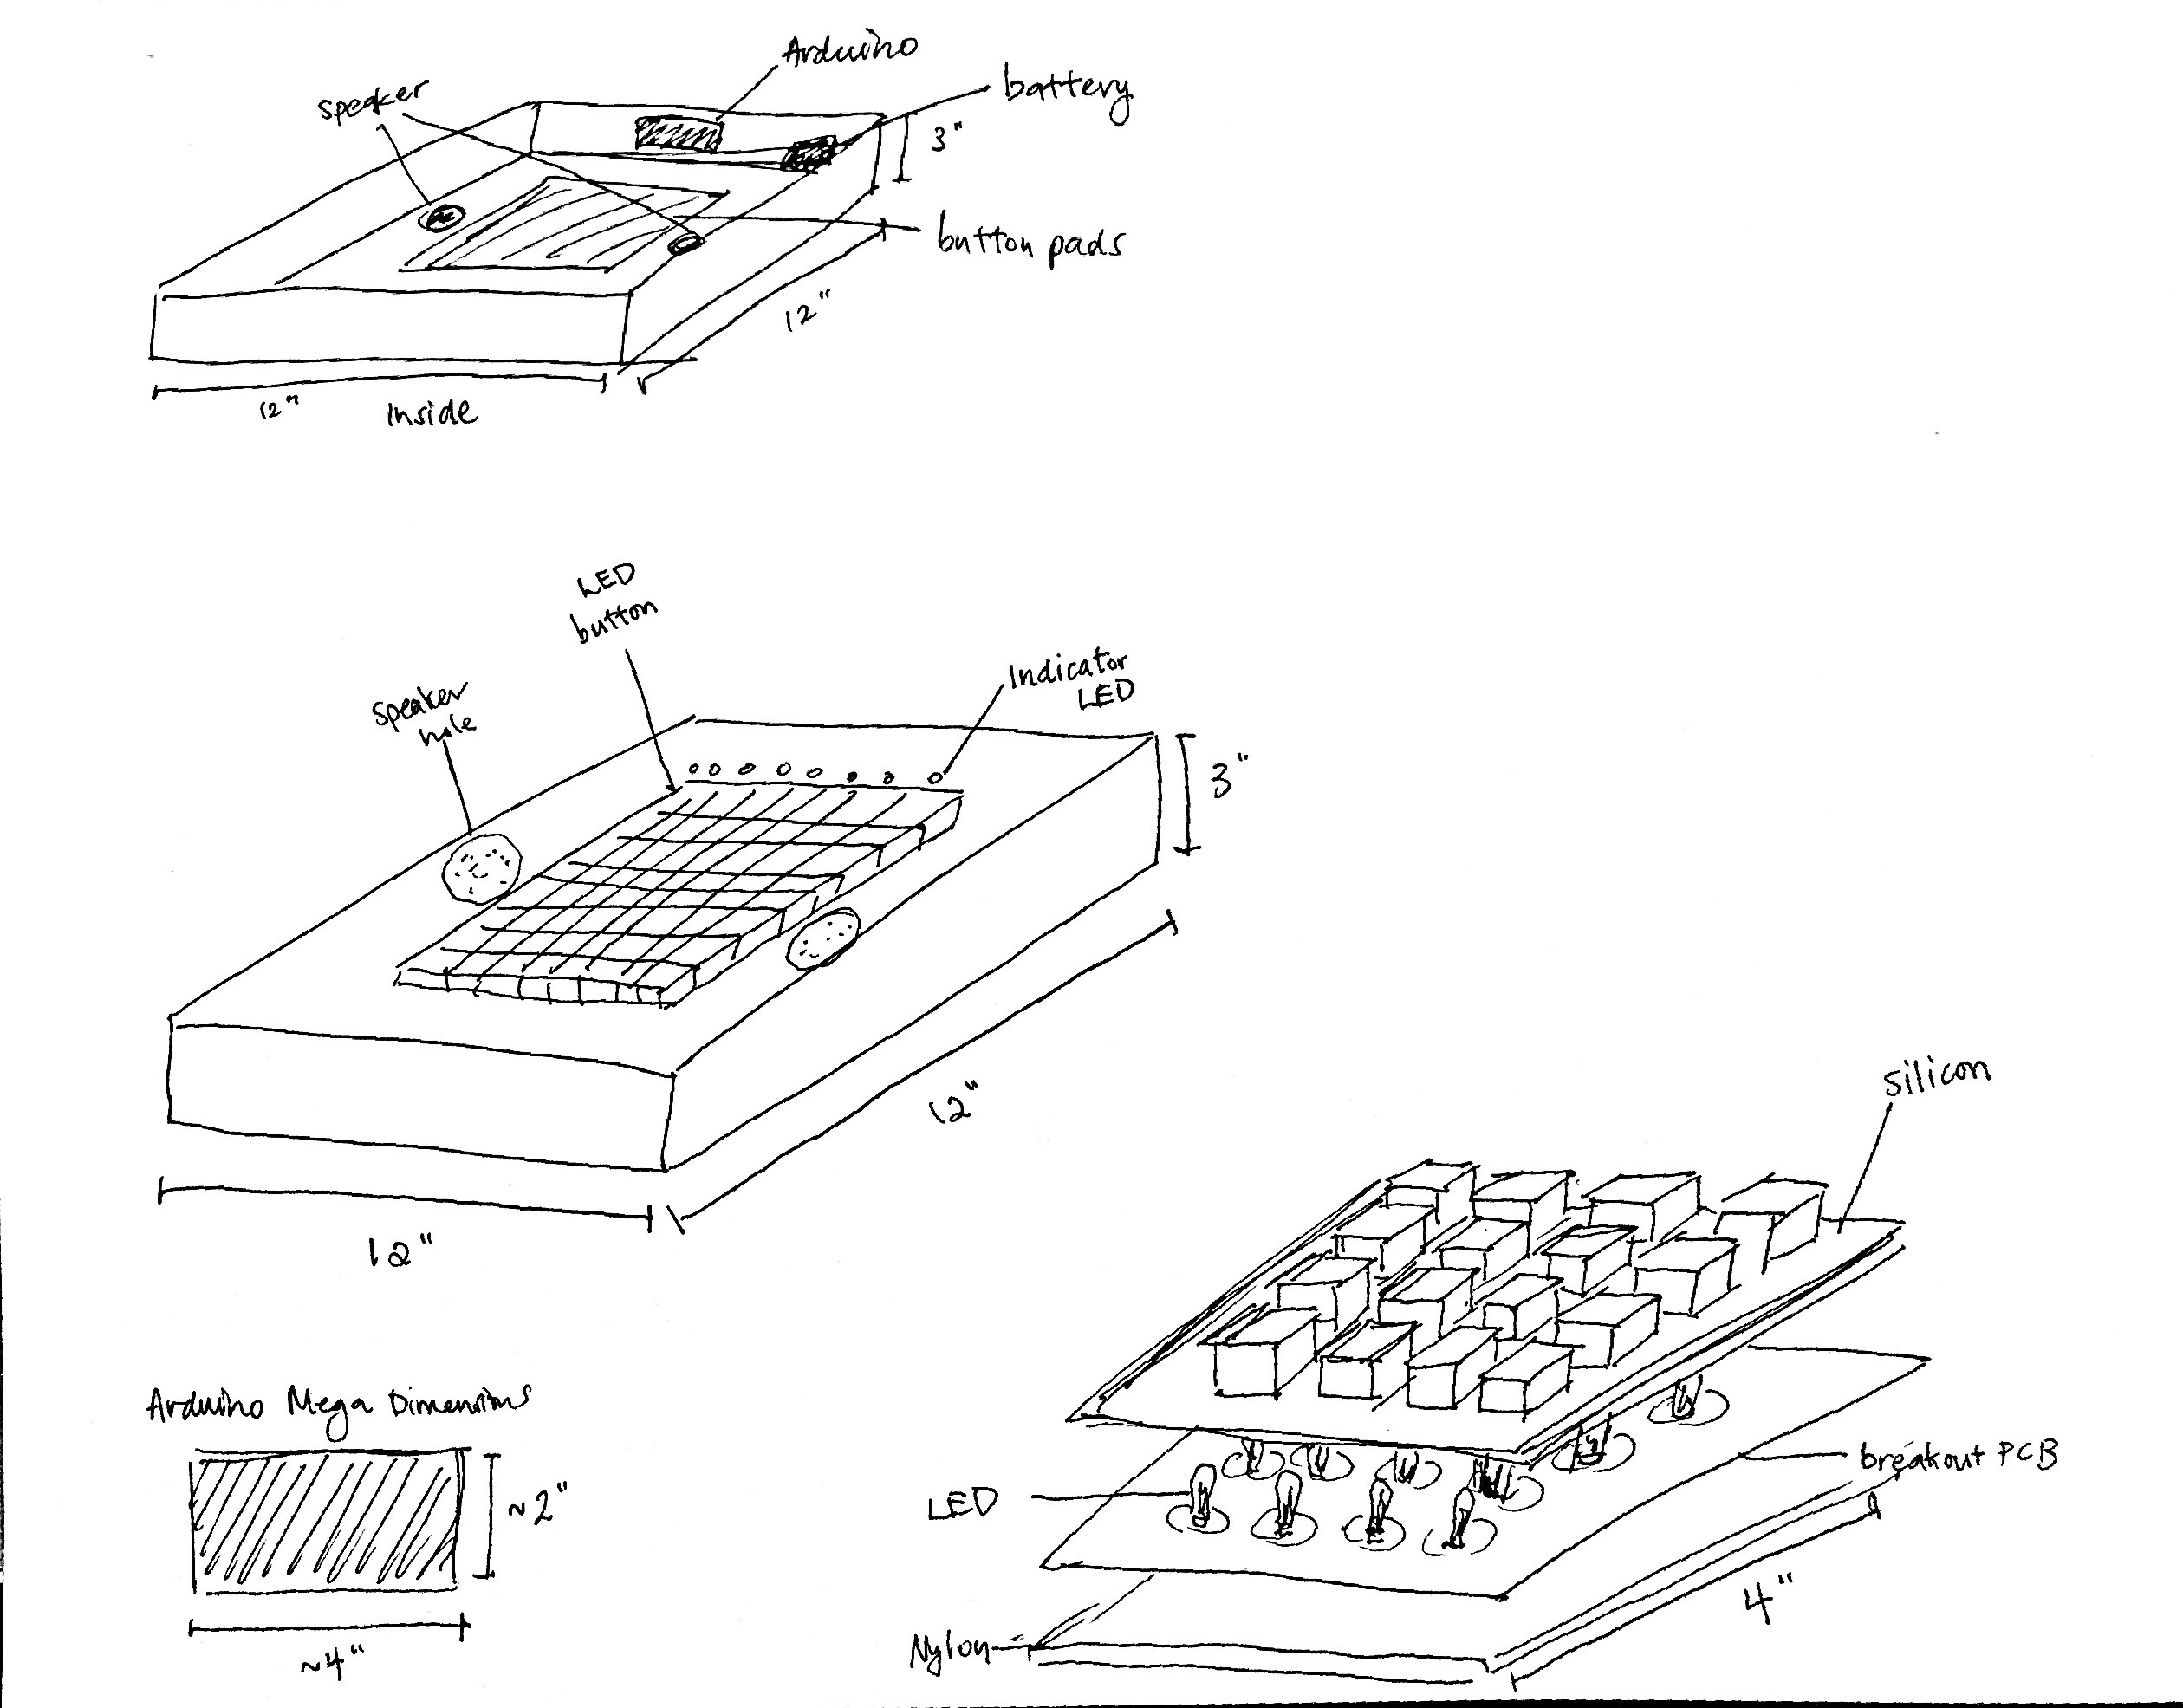 Arduino
speaker
battery
3"
button pads
12"
12"
Inside
LED
button
Indicator
LED
speaker
hole
3"
12"
12"
silicon
Arduino Mega Dimensions
~2"
~4"
LED
breakout PCB
4"
Nylon